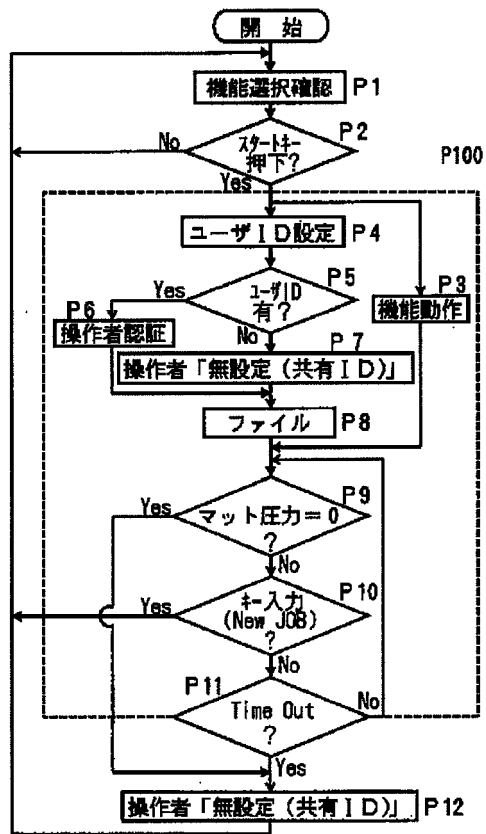 開 始
機能選択確認 P1
No
スタートキー
押下?
P2
P100
Yes
ユーザID設定 P4
P5
Yes
ユーザID
有?
No
P3
機能動作
P6
操作者認証
P7
操作者「無設定(共有ID)」
ファイル P8
P9
Yes
マット圧力=0
?
No
P10
Yes
キー入力
(New JOB)
?
No
P11
Time Out
?
No
Yes
操作者「無設定(共有ID)」 P12